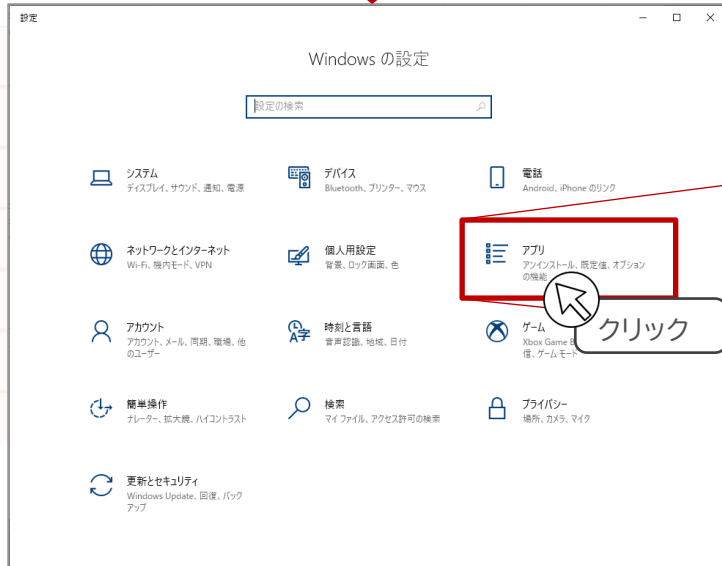 設定
Windows の設定
設定の検索
システム
ディスプレイ、サウンド、通知、電源
デバイス
Bluetooth、プリンター、マウス
電話
Android、iPhone のリンク
ネットワークとインターネット
Wi-Fi、機内モード、VPN
個人用設定
背景、ロック画面、色
アプリ
アンインストール、既定値、オプション
の機能
クリック
アカウント
アカウント、メール、同期、職場、他
のユーザー
時刻と言語
音声認識、地域、日付
ゲーム
Xbox Game
信、ゲーム モード
簡単操作
ナレーター、拡大鏡、ハイコントラスト
検索
マイ ファイル、アクセス許可の検索
プライバシー
場所、カメラ、マイク
更新とセキュリティ
Windows Update、回復、バック
アップ